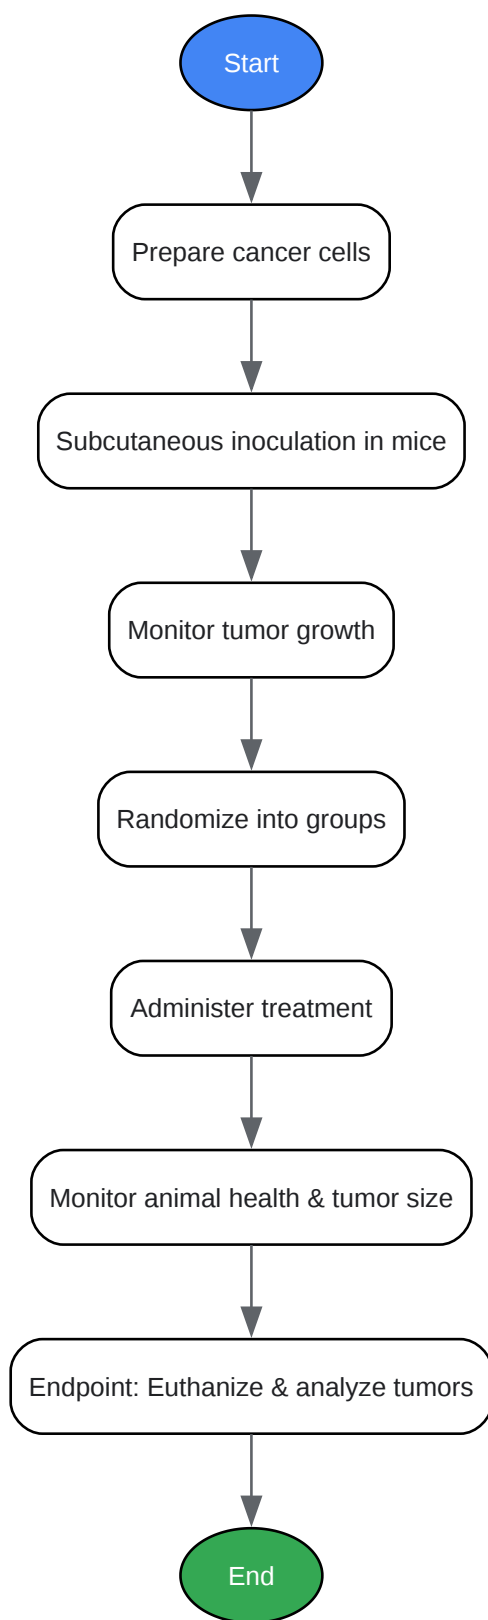 Start
Prepare cancer cells
Subcutaneous inoculation in mice
Monitor tumor growth
Randomize into groups
Administer treatment
Monitor animal health & tumor size
Endpoint: Euthanize & analyze tumors
End